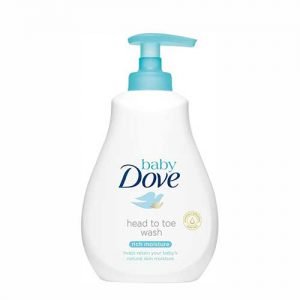 baby
Dove
head to toe
wash
rich moisture
helps retain your baby's
natural skin moisture